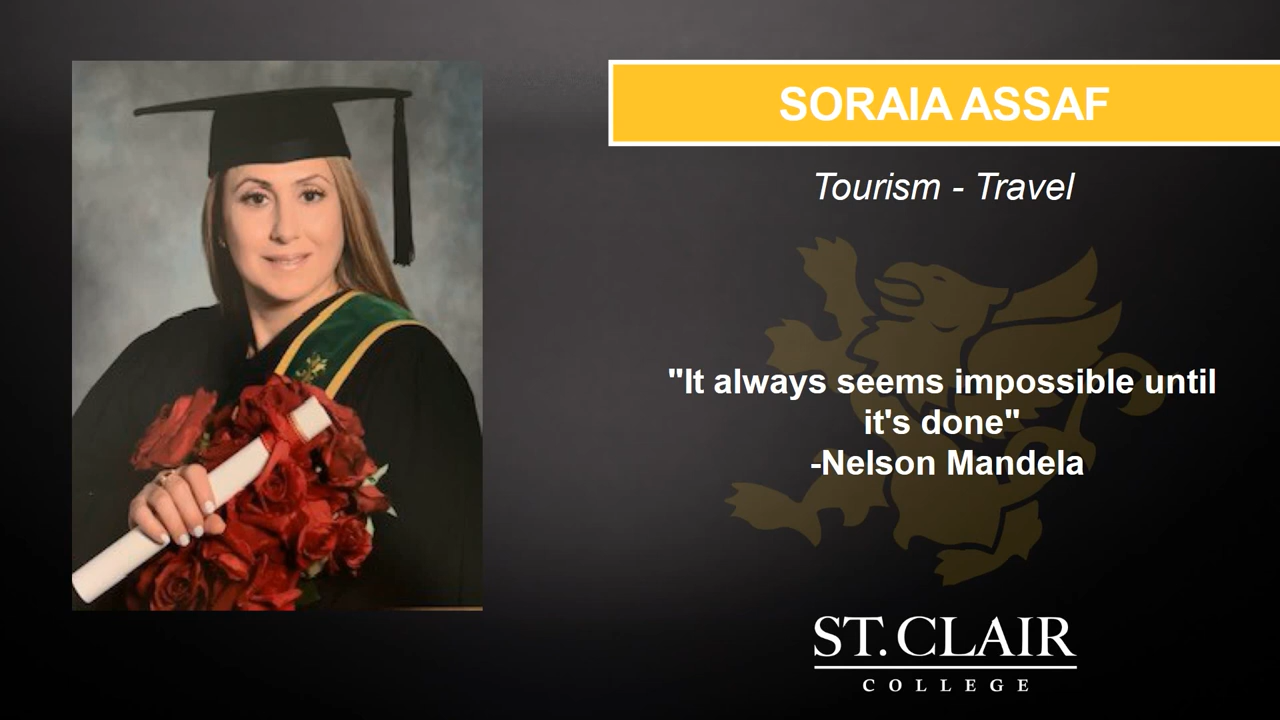 SORAIA ASSAF
Tourism - Travel
"It always seems impossible until
it's done"
-Nelson Mandela
ST. CLAIR
COLLEGE